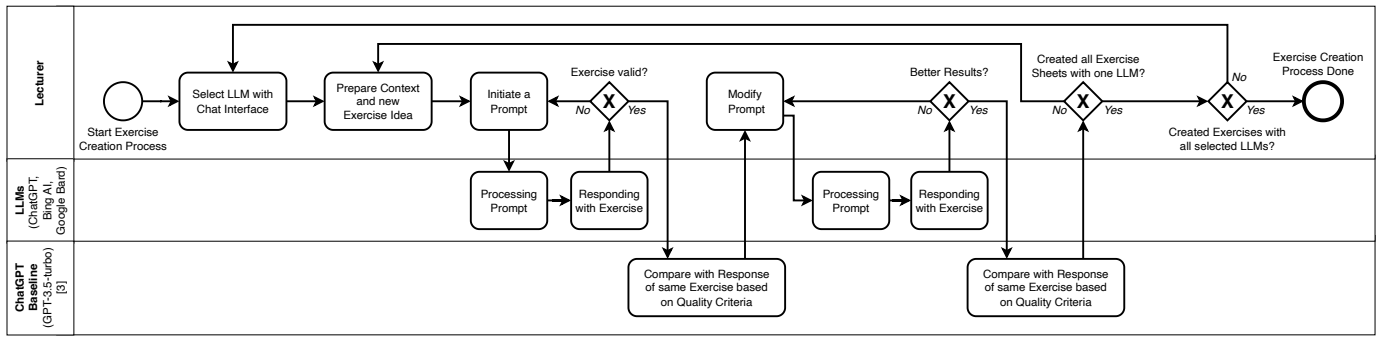 Lecturer
Start Exercise
Creation Process
Select LLM with
Chat Interface
Prepare Context
and new
Exercise Idea
Initiate a
Prompt
Exercise valid?
X
No
Yes
Modify
Prompt
Better Results?
X
No
Yes
Created all Exercise
Sheets with one LLM?
X
No
Yes
X
No
Yes
Created Exercises with
all selected LLMs?
Exercise Creation
Process Done
LLMs
(ChatGPT,
Bing AI,
Google Bard)
Processing
Prompt
Responding
with Exercise
Processing
Prompt
Responding
with Exercise
ChatGPT
Baseline
(GPT-3.5-turbo)
[3]
Compare with Response
of same Exercise based
on Quality Criteria
Compare with Response
of same Exercise based
on Quality Criteria